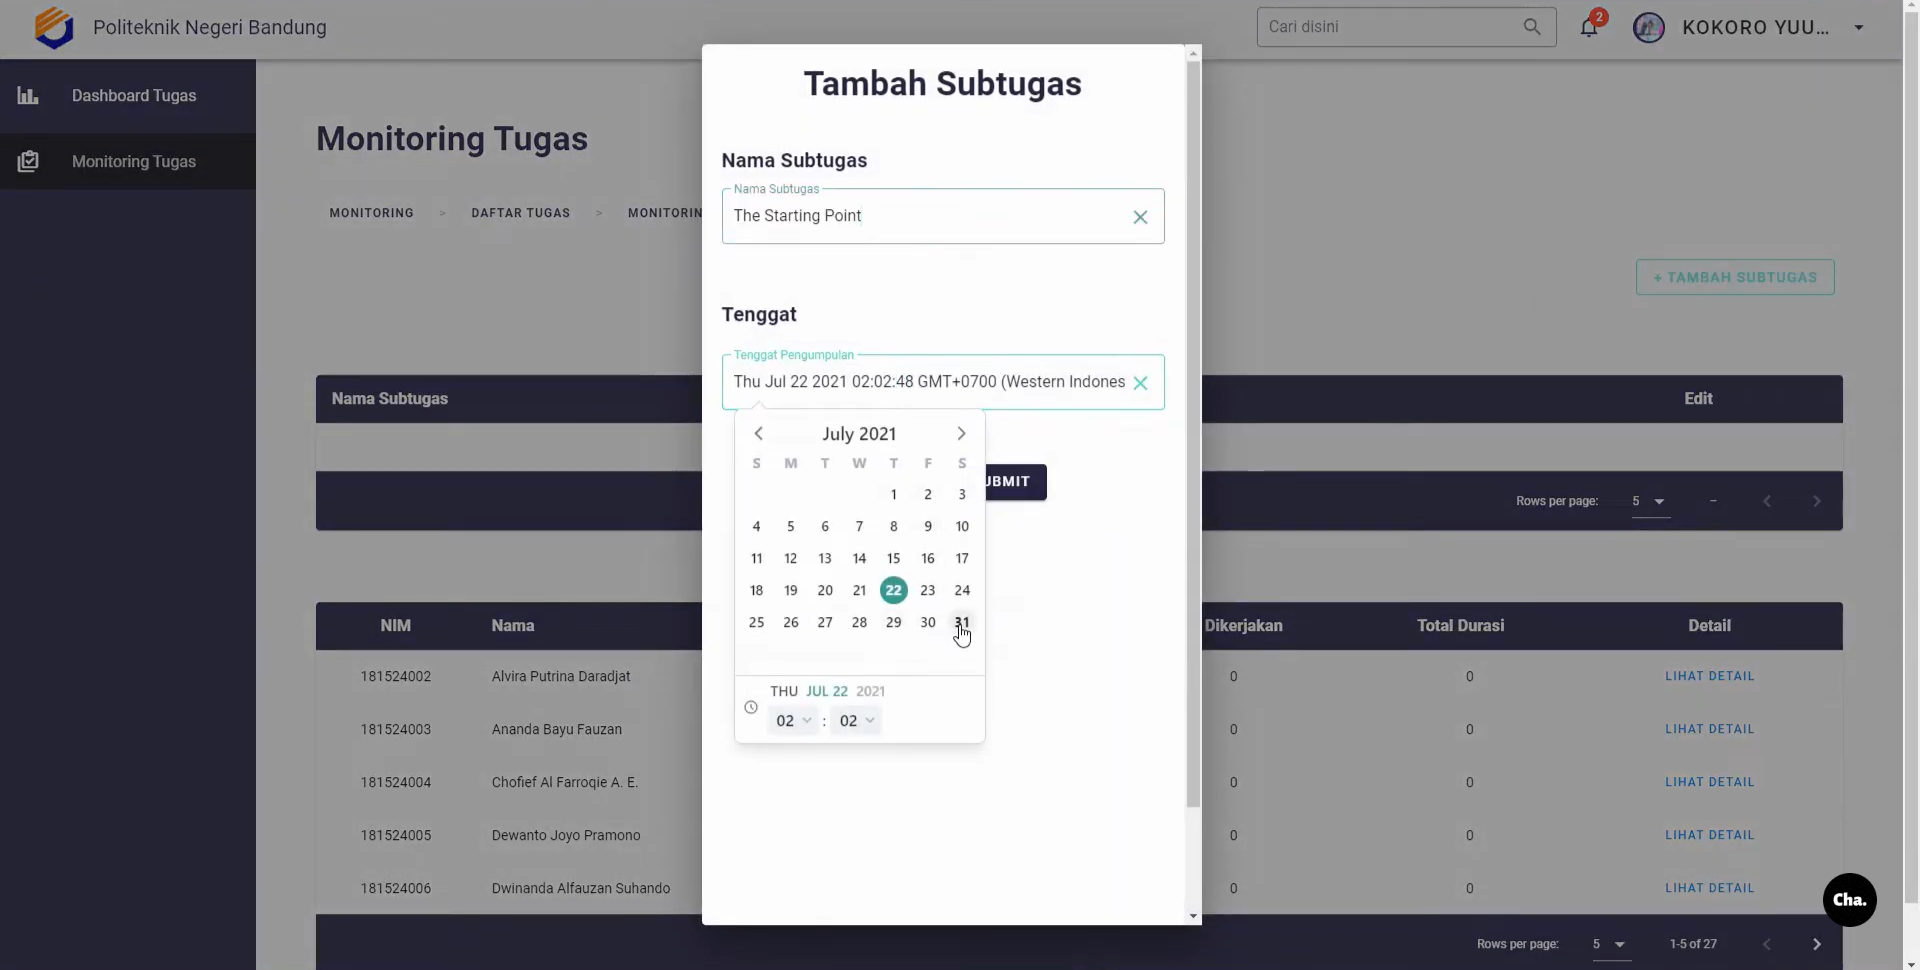 Politeknik Negeri Bandung
Cari disini
2
KOKORO YUU...
Dashboard Tugas
Monitoring Tugas
Monitoring Tugas
MONITORING > DAFTAR TUGAS > MONITORIN
+ TAMBAH SUBTUGAS
Nama Subtugas Edit
Rows per page: 5 –
NIM Nama Dikerjakan Total Durasi Detail
181524002 Alvira Putrina Daradjat 0 0 LIHAT DETAIL
181524003 Ananda Bayu Fauzan 0 0 LIHAT DETAIL
181524004 Chofief Al Farroqie A. E. 0 0 LIHAT DETAIL
181524005 Dewanto Joyo Pramono 0 0 LIHAT DETAIL
181524006 Dwinanda Alfauzan Suhando 0 0 LIHAT DETAIL
Rows per page: 5 1-5 of 27
Cha.
Tambah Subtugas
Nama Subtugas
Nama Subtugas
The Starting Point
Tenggat
Tenggat Pengumpulan
Thu Jul 22 2021 02:02:48 GMT+0700 (Western Indones
UBMIT
July 2021
S M T W T F S
1 2 3
4 5 6 7 8 9 10
11 12 13 14 15 16 17
18 19 20 21 22 23 24
25 26 27 28 29 30 31
THU JUL 22 2021
02 : 02